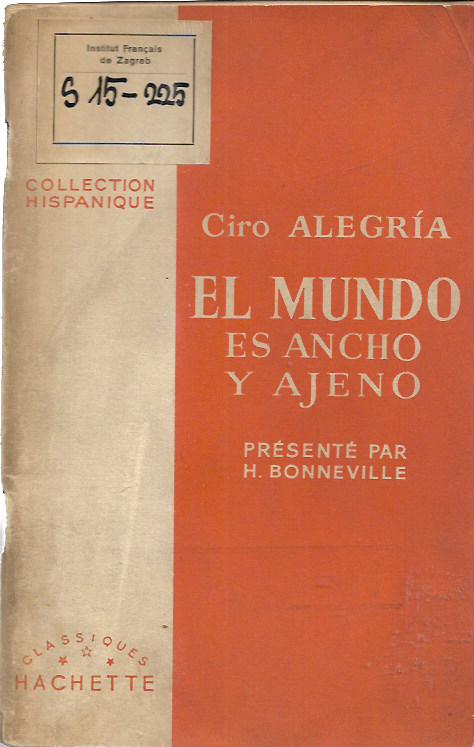 Institut Français
de Zagreb
S 15-225
COLLECTION
HISPANIQUE
Ciro ALEGRÍA
EL MUNDO
ES ANCHO
Y AJENO
PRÉSENTÉ PAR
H. BONNEVILLE
CLASSIQUES
HACHETTE